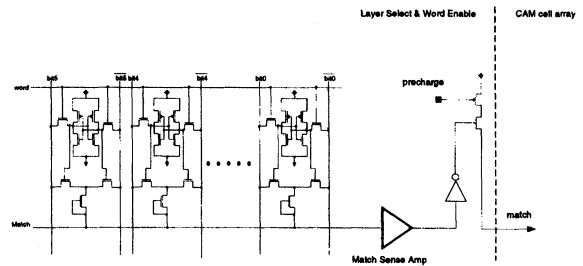 Layer Select & Word Enable
CAM cell array
bit5
bit5
bit4
bit4
bit0
bit0
word
precharge
Match
match
Match Sense Amp